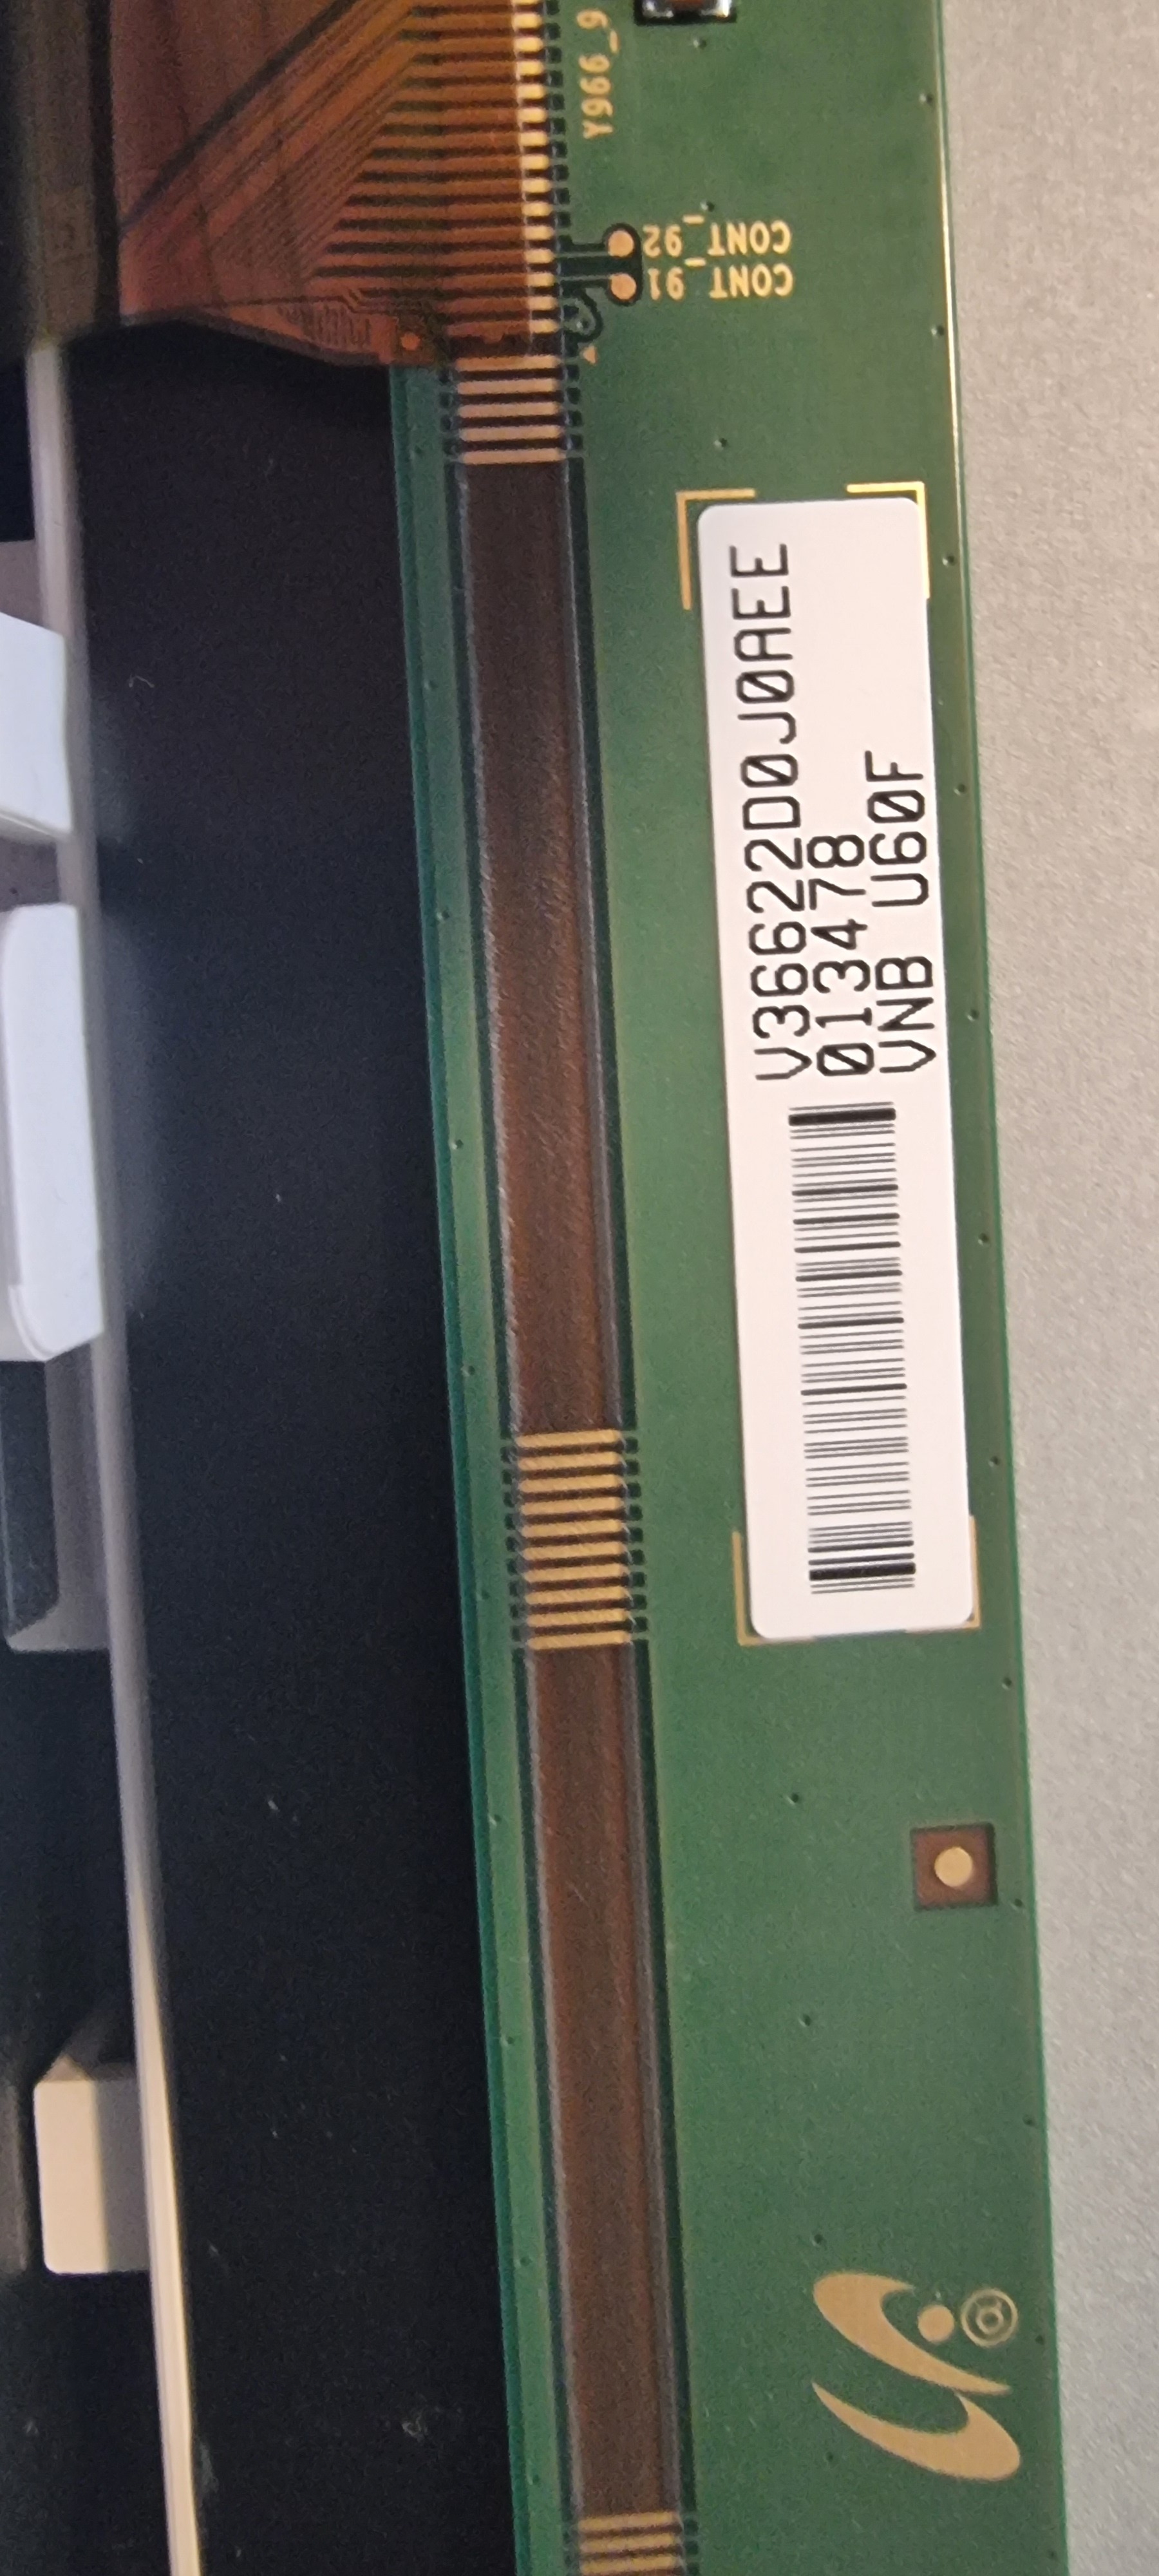 Y966_9
CONT_92
CONT_91
V36622D0J0AEE
013478
VNB U60F
®